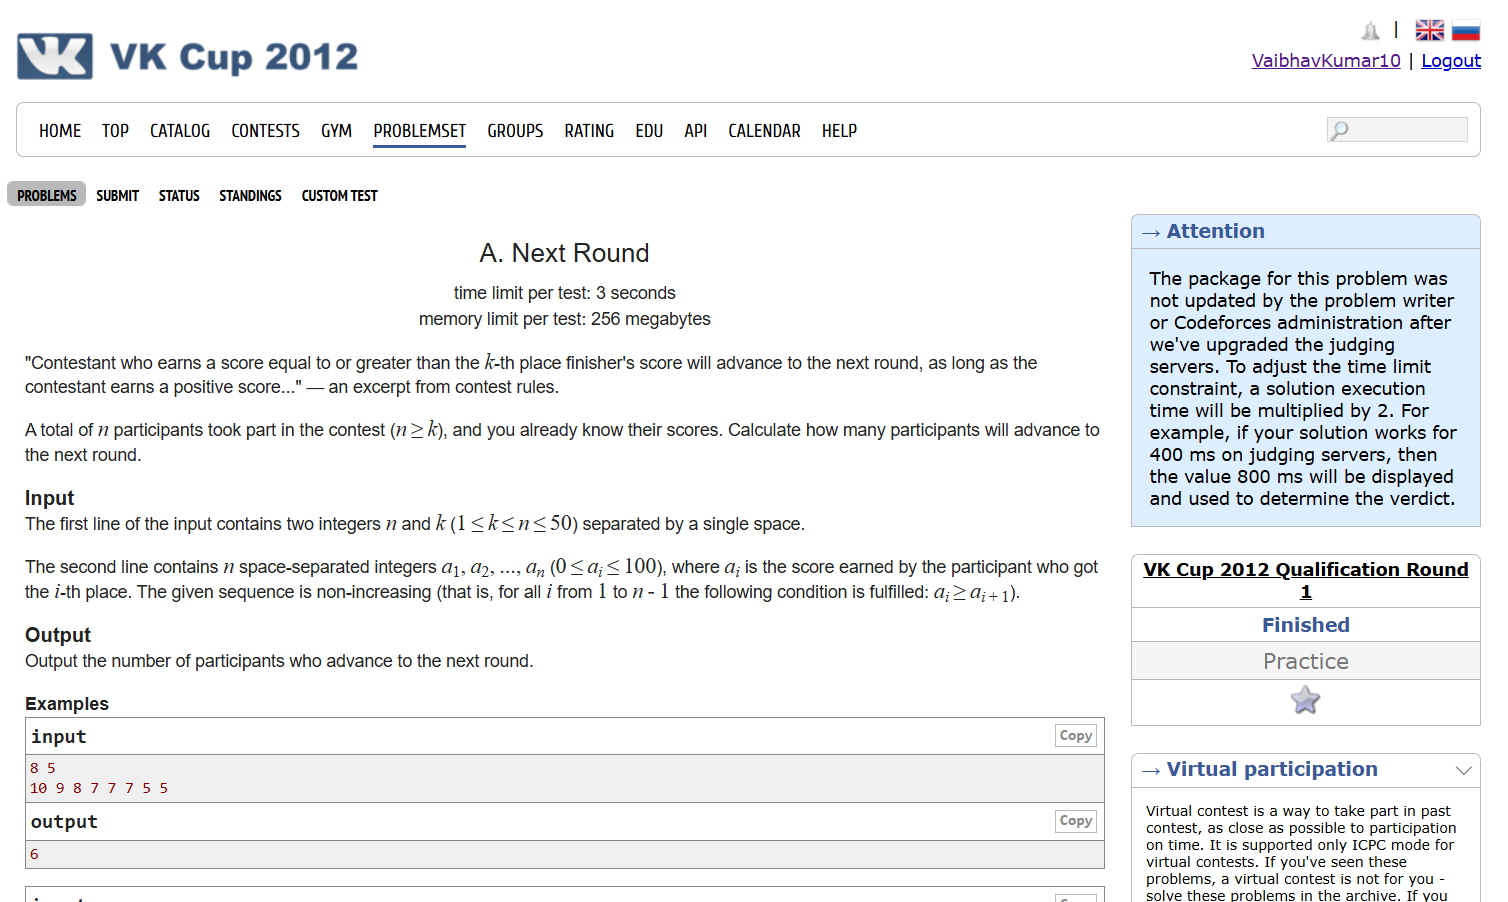 VK Cup 2012
|
VaibhavKumar10 | Logout
HOME TOP CATALOG CONTESTS GYM PROBLEMSET GROUPS RATING EDU API CALENDAR HELP
PROBLEMS SUBMIT STATUS STANDINGS CUSTOM TEST
A. Next Round
time limit per test: 3 seconds
memory limit per test: 256 megabytes
"Contestant who earns a score equal to or greater than the k-th place finisher's score will advance to the next round, as long as the
contestant earns a positive score..." — an excerpt from contest rules.
A total of n participants took part in the contest (n ≥ k), and you already know their scores. Calculate how many participants will advance to
the next round.
Input
The first line of the input contains two integers n and k (1 ≤ k ≤ n ≤ 50) separated by a single space.
The second line contains n space-separated integers a₁, a₂, ..., aₙ (0 ≤ aᵢ ≤ 100), where aᵢ is the score earned by the participant who got
the i-th place. The given sequence is non-increasing (that is, for all i from 1 to n - 1 the following condition is fulfilled: aᵢ ≥ aᵢ₊₁).
Output
Output the number of participants who advance to the next round.
Examples
input
Copy
8 5
10 9 8 7 7 7 5 5
output
Copy
6
→ Attention
The package for this problem was
not updated by the problem writer
or Codeforces administration after
we've upgraded the judging
servers. To adjust the time limit
constraint, a solution execution
time will be multiplied by 2. For
example, if your solution works for
400 ms on judging servers, then
the value 800 ms will be displayed
and used to determine the verdict.
VK Cup 2012 Qualification Round
1
Finished
Practice
→ Virtual participation
Virtual contest is a way to take part in past
contest, as close as possible to participation
on time. It is supported only ICPC mode for
virtual contests. If you've seen these
problems, a virtual contest is not for you -
solve these problems in the archive. If you